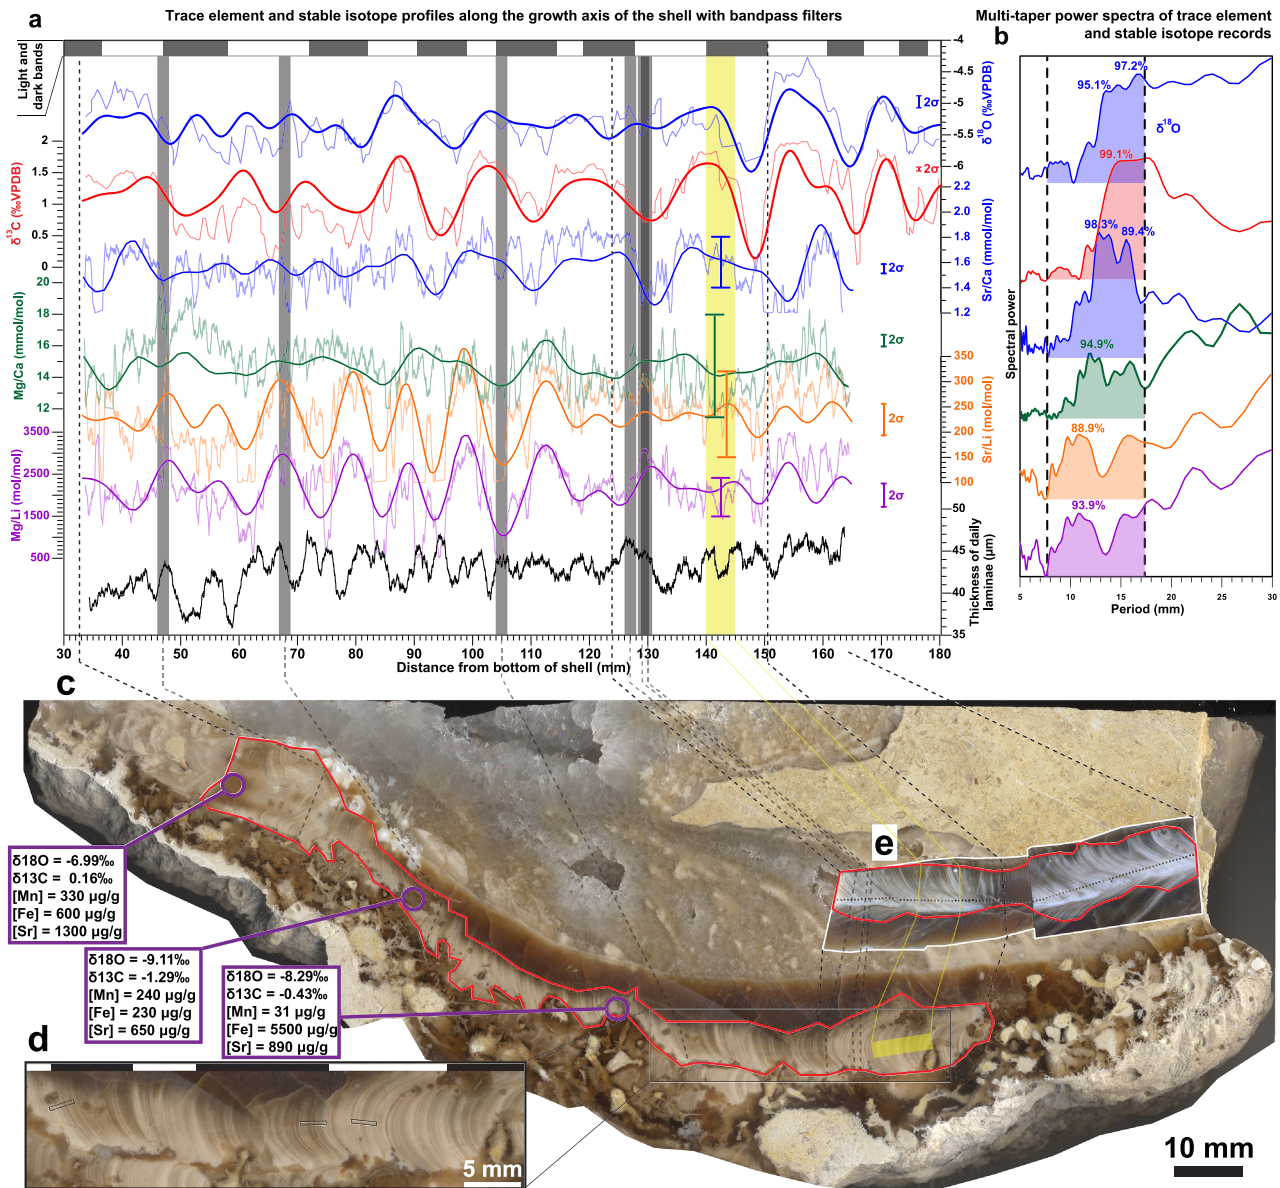 a
Trace element and stable isotope profiles along the growth axis of the shell with bandpass filters
Light and
dark bands
δ13C (‰VPDB)
2
1.5
1
0.5
0
Mg/Ca (mmol/mol)
20
18
16
14
12
Mg/Li (mol/mol)
3500
2500
1500
500
-4
-4.5
-5
-5.5
-6
δ18O (‰VPDB)
2.2
2.0
1.8
1.6
1.4
1.2
Sr/Ca (mmol/mol)
350
300
250
200
150
100
Sr/Li (mol/mol)
50
45
40
35
Thickness of daily
laminae (µm)
2σ
2σ
2σ
2σ
2σ
2σ
30 40 50 60 70 80 90 100 110 120 130 140 150 160 170 180
Distance from bottom of shell (mm)
Multi-taper power spectra of trace element
and stable isotope records
b
97.2%
95.1%
δ18O
99.1%
98.3%
89.4%
94.9%
88.9%
93.9%
Spectral power
5 10 15 20 25 30
Period (mm)
c
e
δ18O = -6.99‰
δ13C = 0.16‰
[Mn] = 330 µg/g
[Fe] = 600 µg/g
[Sr] = 1300 µg/g
δ18O = -9.11‰
δ13C = -1.29‰
[Mn] = 240 µg/g
[Fe] = 230 µg/g
[Sr] = 650 µg/g
δ18O = -8.29‰
δ13C = -0.43‰
[Mn] = 31 µg/g
[Fe] = 5500 µg/g
[Sr] = 890 µg/g
d
5 mm
10 mm